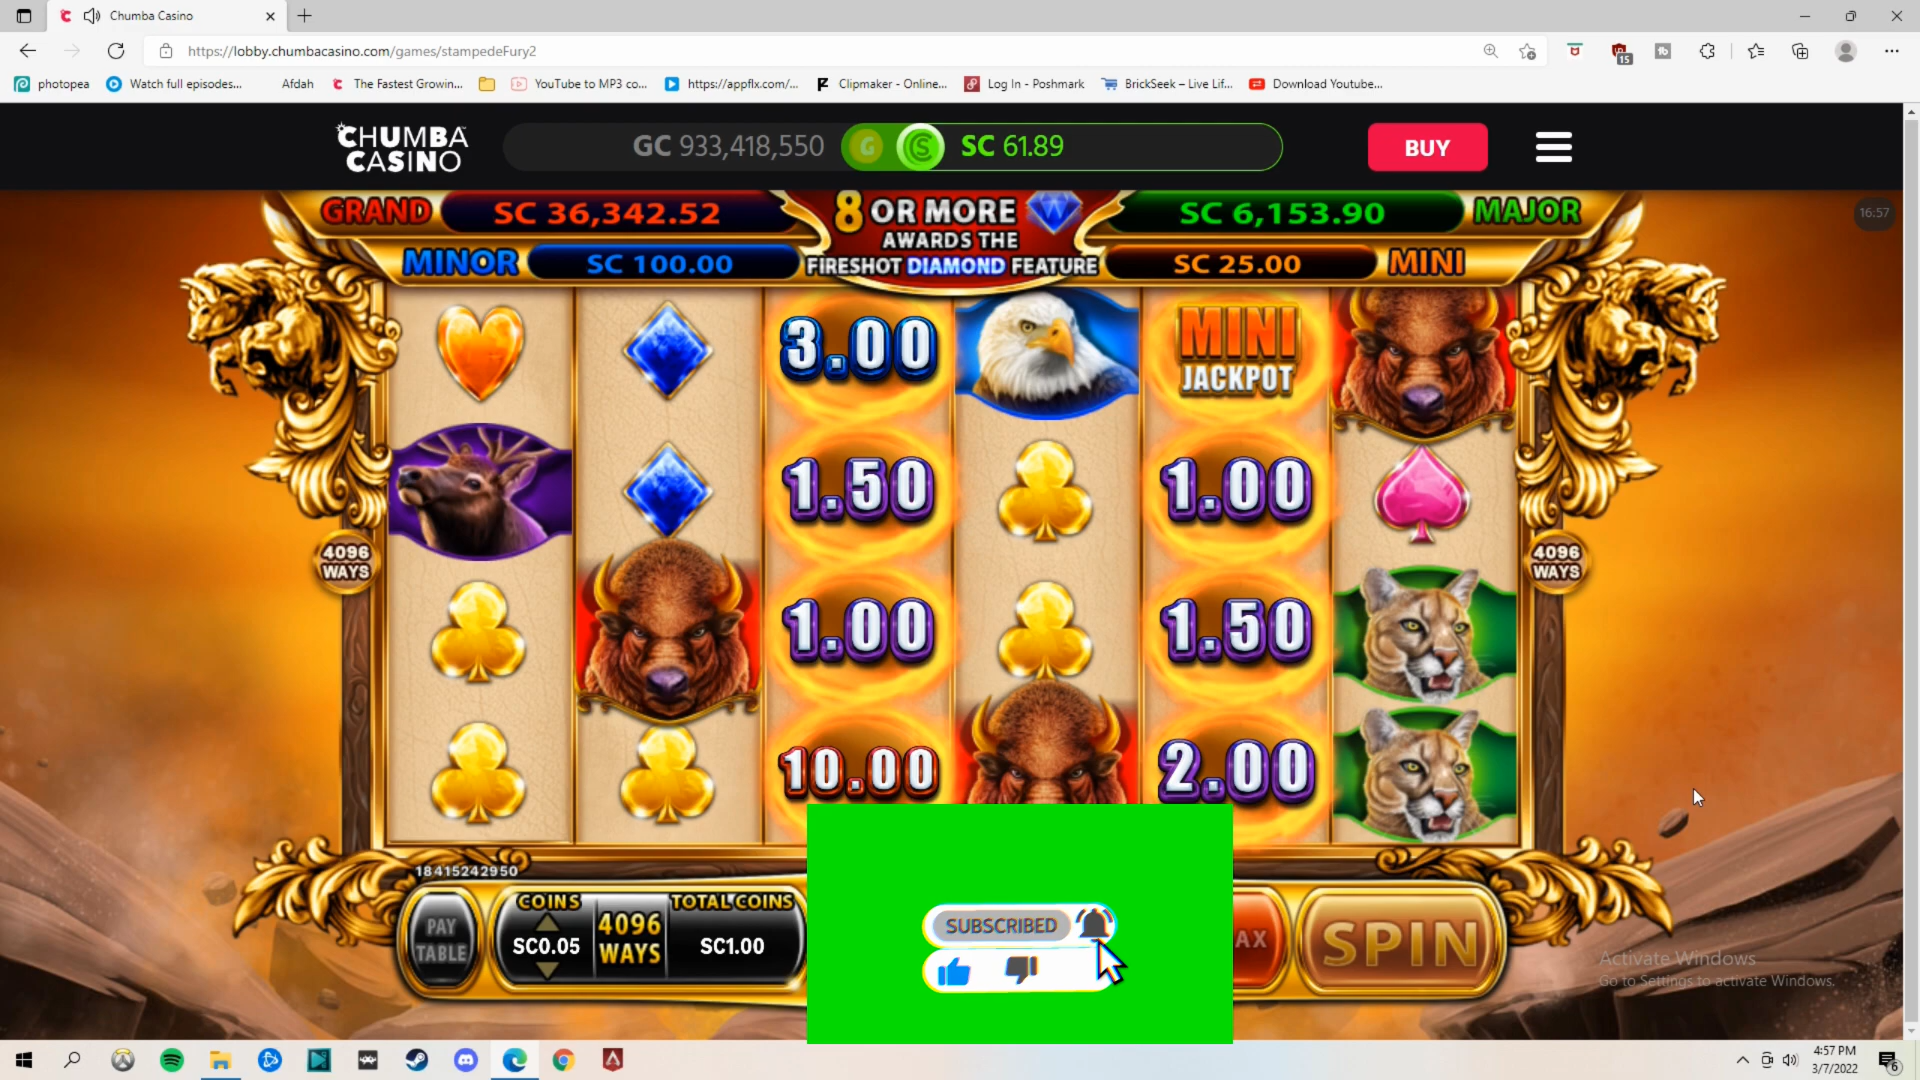 Chumba Casino
https://lobby.chumbacasino.com/games/stampedeFury2
15
photopea
Watch full episodes...
Afdah
The Fastest Growin...
YouTube to MP3 co...
https://appflx.com/...
Clipmaker - Online...
Log In - Poshmark
BrickSeek – Live Lif...
Download Youtube...
CHUMBA
CASINO
GC 933,418,550
G
S
SC 61.89
BUY
GRAND
SC 36,342.52
8 OR MORE
AWARDS THE
FIRESHOT DIAMOND FEATURE
SC 6,153.90
MAJOR
16:57
MINOR
SC 100.00
SC 25.00
MINI
3.00
MINI
JACKPOT
1.50
1.00
4096
WAYS
4096
WAYS
1.00
1.50
10.00
2.00
18415242950
PAY
TABLE
COINS
SC0.05
4096
WAYS
TOTAL COINS
SC1.00
SUBSCRIBED
AX
SPIN
Activate Windows
Go to Settings to activate Windows.
4:57 PM
3/7/2022
6